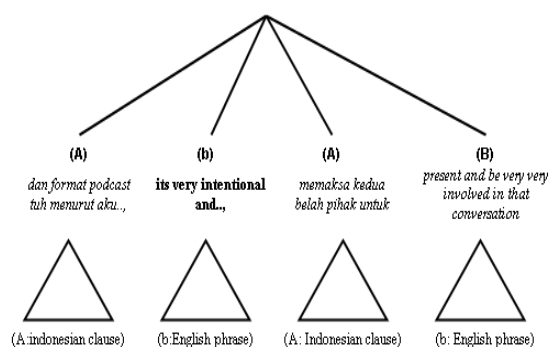 (A)
(b)
(A)
(B)
dan format podcast
tuh menurut aku..,
its very intentional
and..,
memaksa kedua
belah pihak untuk
present and be very very
involved in that
conversation
(A:indonesian clause)
(b:English phrase)
(A: Indonesian clause)
(b: English phrase)